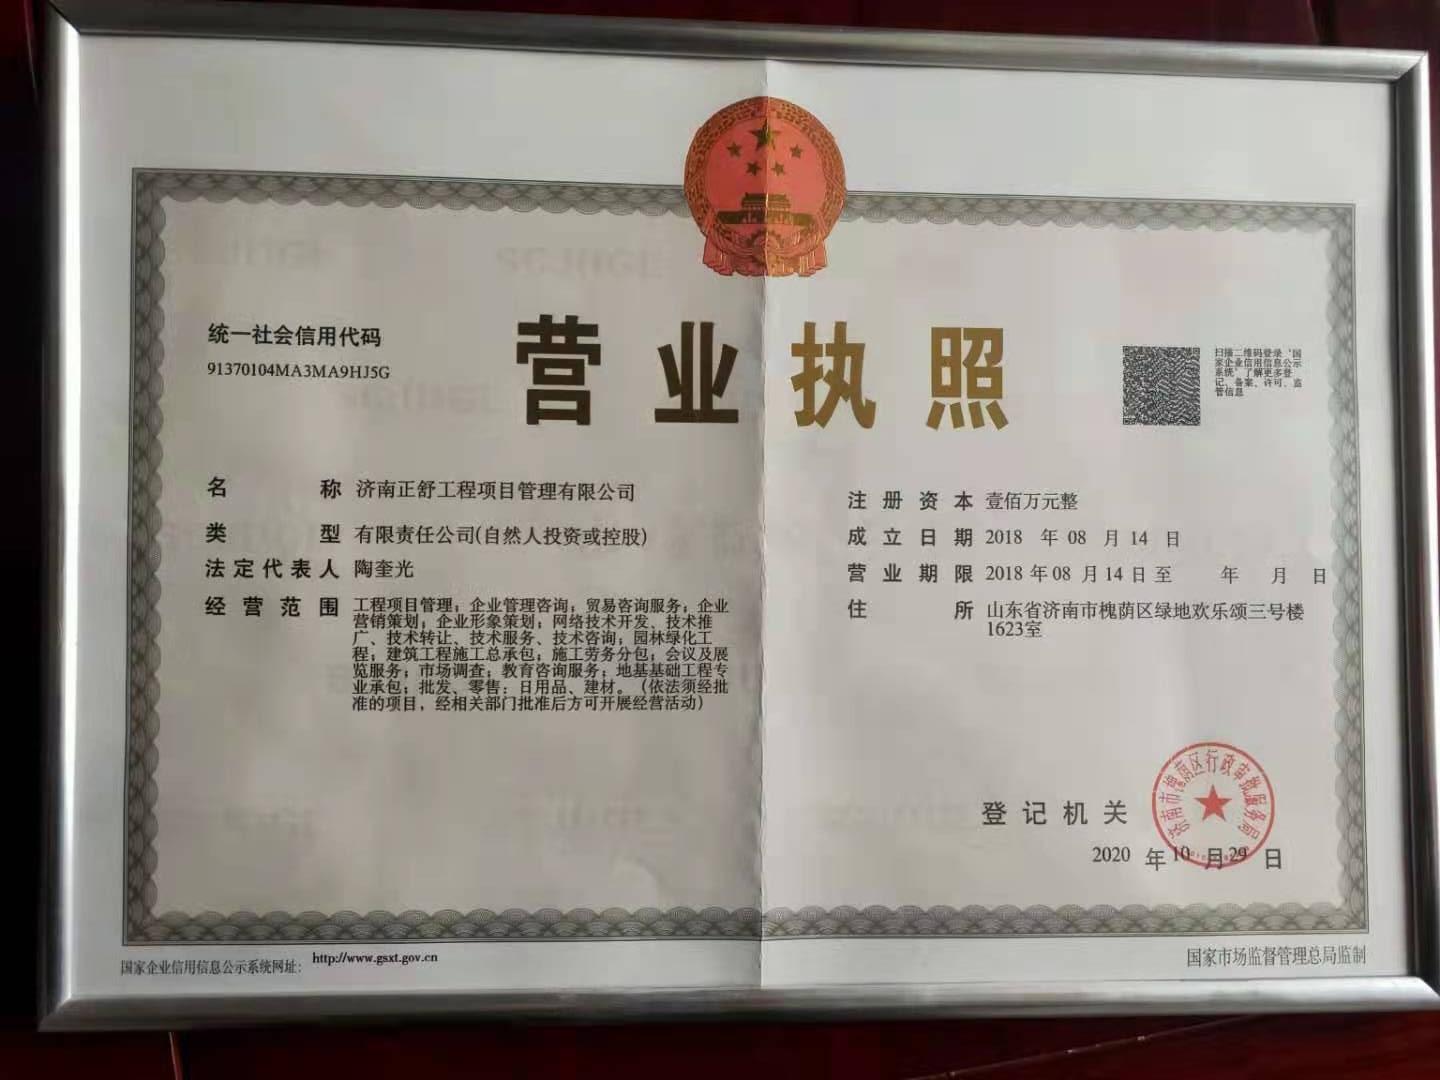 营业执照
统一社会信用代码
91370104MA3MA9HJ5G
扫描二维码登录‘国
家企业信用信息公示
系统’了解更多登
记、备案、许可、监
管信息
名 称 济南正舒工程项目管理有限公司
类 型 有限责任公司(自然人投资或控股)
法定代表人 陶奎光
经营范围 工程项目管理；企业管理咨询；贸易咨询服务；企业
营销策划；企业形象策划；网络技术开发、技术推
广、技术转让、技术服务、技术咨询；园林绿化工
程；建筑工程施工总承包；施工劳务分包；会议及展
览服务；市场调查；教育咨询服务；地基基础工程专
业承包；批发、零售：日用品、建材。（依法须经批
准的项目，经相关部门批准后方可开展经营活动）
注册资本 壹佰万元整
成立日期 2018 年 08 月 14 日
营业期限 2018 年 08 月 14 日 至 年 月 日
住 所 山东省济南市槐荫区绿地欢乐颂三号楼
1623室
济南市槐荫区行政审批服务局
登记机关
2020 年 10 月 29 日
国家企业信用信息公示系统网址： http://www.gsxt.gov.cn
国家市场监督管理总局监制